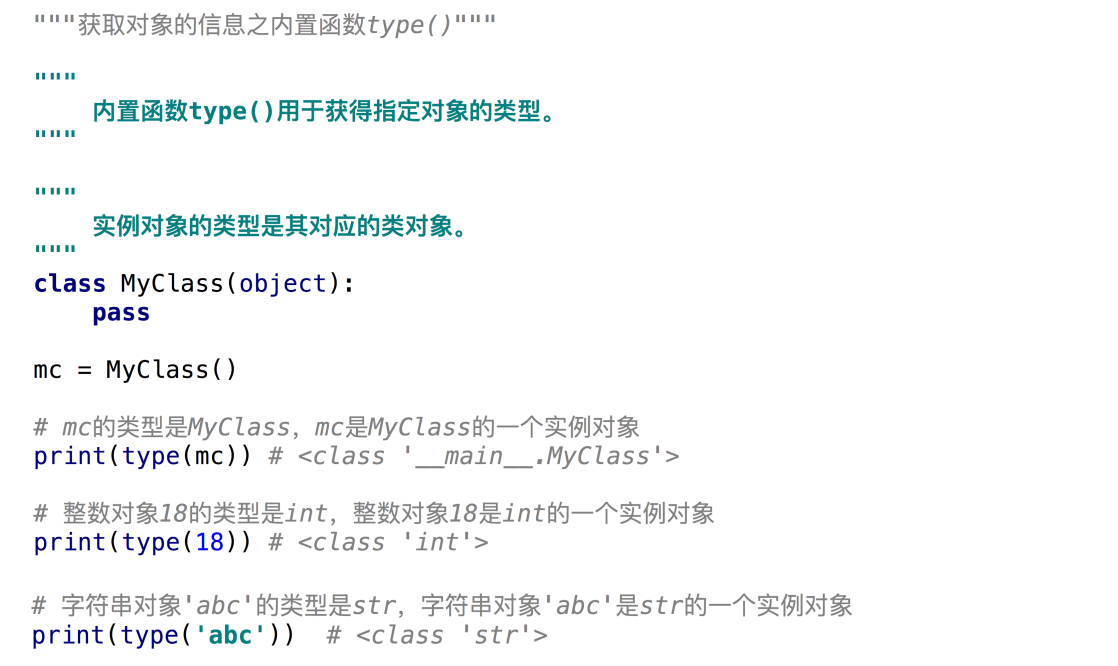 """获取对象的信息之内置函数type()"""
"""
    内置函数type()用于获得指定对象的类型。
"""
"""
    实例对象的类型是其对应的类对象。
"""
class MyClass(object):
    pass
mc = MyClass()
# mc的类型是MyClass，mc是MyClass的一个实例对象
print(type(mc)) # <class '__main__.MyClass'>
# 整数对象18的类型是int，整数对象18是int的一个实例对象
print(type(18)) # <class 'int'>
# 字符串对象'abc'的类型是str，字符串对象'abc'是str的一个实例对象
print(type('abc'))  # <class 'str'>